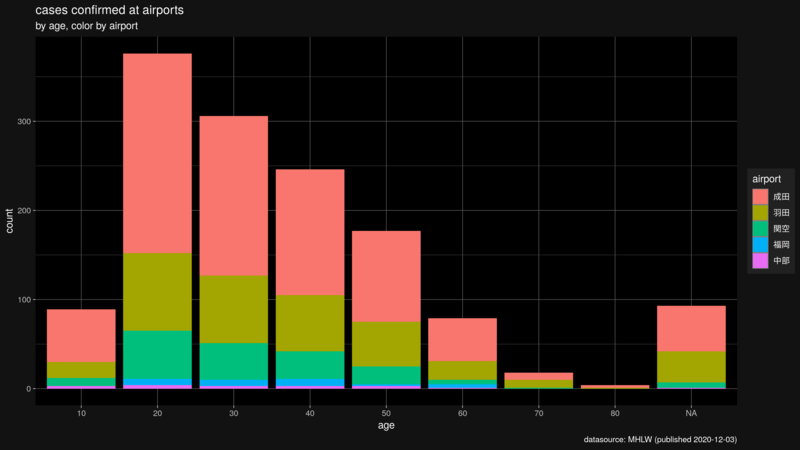 cases confirmed at airports
by age, color by airport
count
300
200
100
0
10 20 30 40 50 60 70 80 NA
age
airport
成田
羽田
関空
福岡
中部
datasource: MHLW (published 2020-12-03)